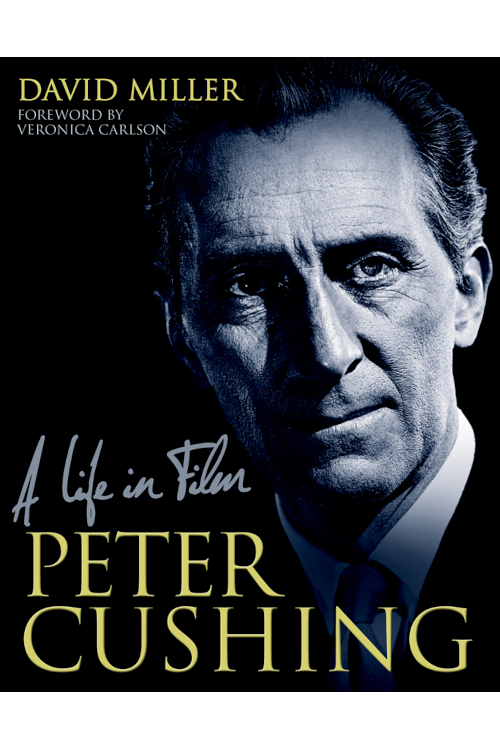 DAVID MILLER
FOREWORD BY
VERONICA CARLSON
A Life in Film
PETER
CUSHING